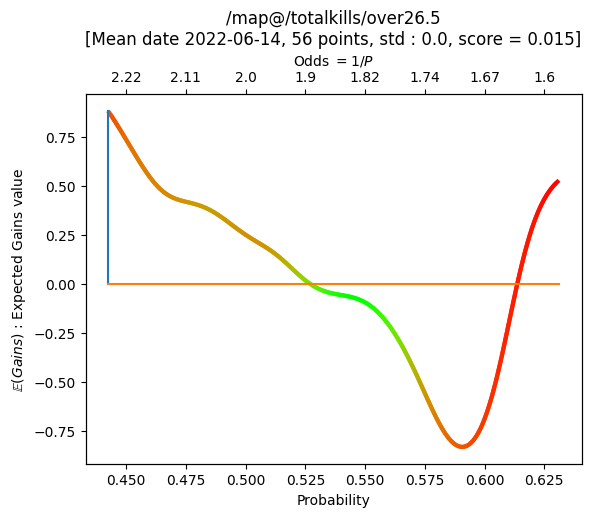 /map@/totalkills/over26.5
[Mean date 2022-06-14, 56 points, std : 0.0, score = 0.015]
Odds = 1/P
2.22 2.11 2.0 1.9 1.82 1.74 1.67 1.6
0.75
0.50
0.25
0.00
−0.25
−0.50
−0.75
𝔼(Gains) : Expected Gains value
0.450 0.475 0.500 0.525 0.550 0.575 0.600 0.625
Probability